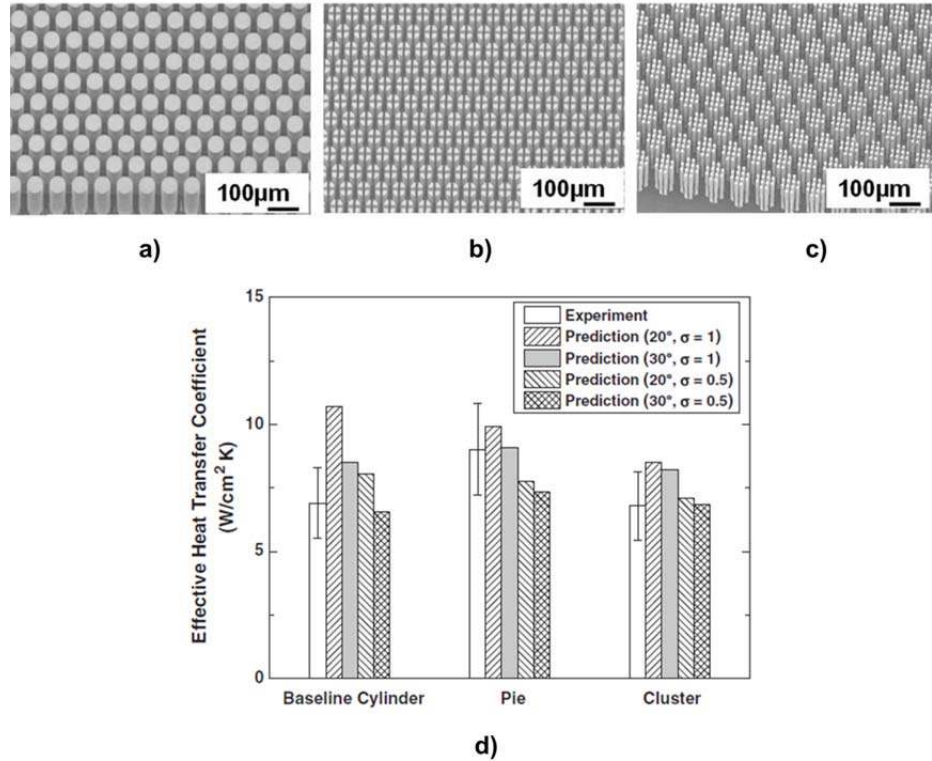 100µm
100µm
100µm
a)
b)
c)
15
10
5
0
Effective Heat Transfer Coefficient
(W/cm² K)
Experiment
Prediction (20°, σ = 1)
Prediction (30°, σ = 1)
Prediction (20°, σ = 0.5)
Prediction (30°, σ = 0.5)
Baseline Cylinder
Pie
Cluster
d)